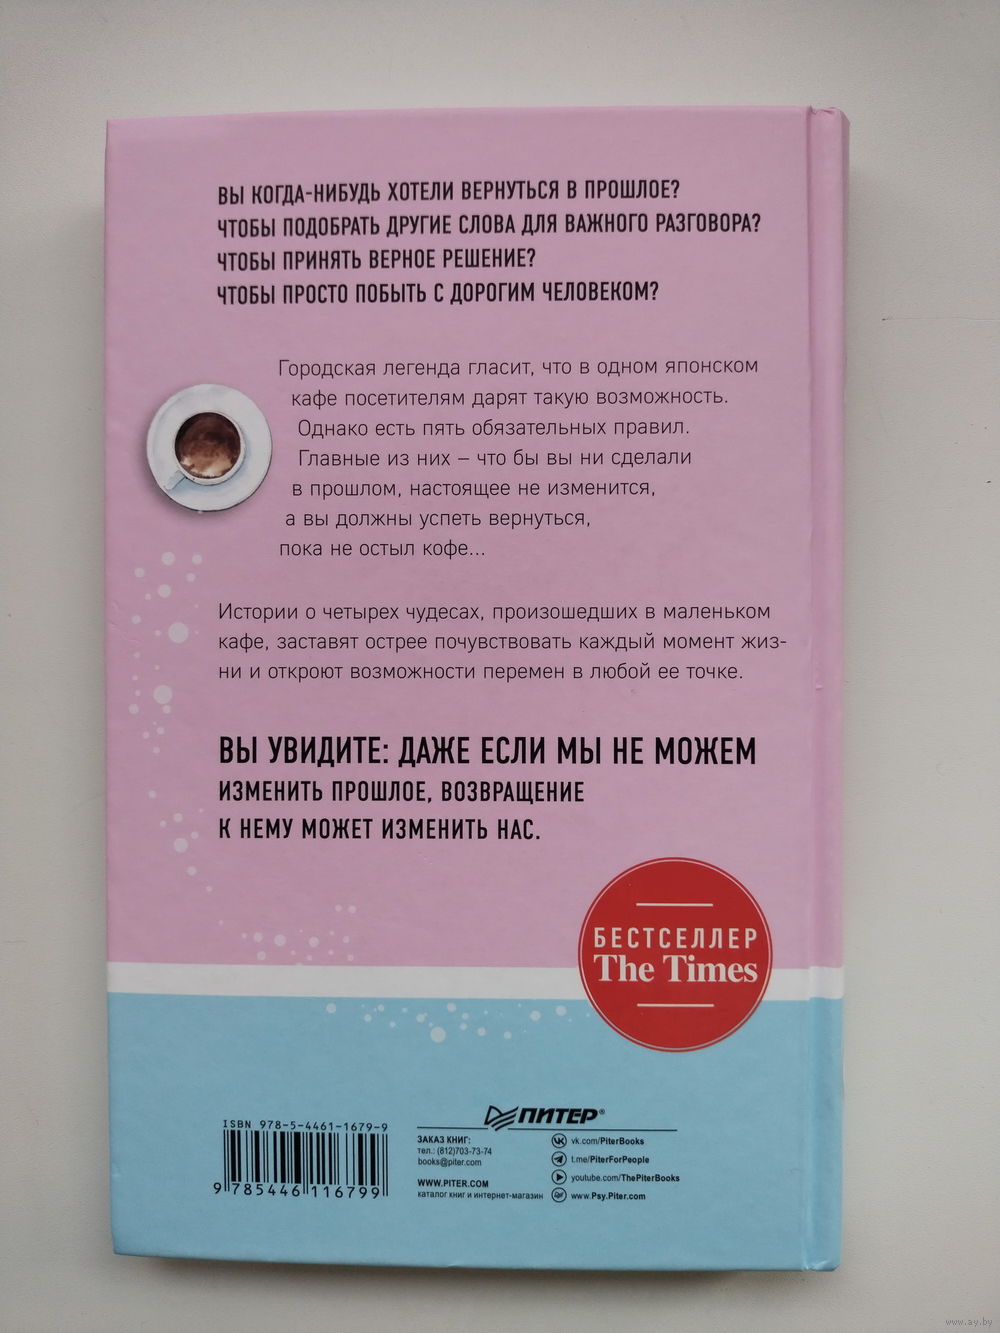 ВЫ КОГДА-НИБУДЬ ХОТЕЛИ ВЕРНУТЬСЯ В ПРОШЛОЕ?
ЧТОБЫ ПОДОБРАТЬ ДРУГИЕ СЛОВА ДЛЯ ВАЖНОГО РАЗГОВОРА?
ЧТОБЫ ПРИНЯТЬ ВЕРНОЕ РЕШЕНИЕ?
ЧТОБЫ ПРОСТО ПОБЫТЬ С ДОРОГИМ ЧЕЛОВЕКОМ?
Городская легенда гласит, что в одном японском
кафе посетителям дарят такую возможность.
Однако есть пять обязательных правил.
Главные из них – что бы вы ни сделали
в прошлом, настоящее не изменится,
а вы должны успеть вернуться,
пока не остыл кофе...
Истории о четырех чудесах, произошедших в маленьком
кафе, заставят острее почувствовать каждый момент жиз-
ни и откроют возможности перемен в любой ее точке.
ВЫ УВИДИТЕ: ДАЖЕ ЕСЛИ МЫ НЕ МОЖЕМ
ИЗМЕНИТЬ ПРОШЛОЕ, ВОЗВРАЩЕНИЕ
К НЕМУ МОЖЕТ ИЗМЕНИТЬ НАС.
БЕСТСЕЛЛЕР
The Times
ISBN 978-5-4461-1679-9
9 785446 116799
ПИТЕР®
ЗАКАЗ КНИГ:
тел.: (812)703-73-74
books@piter.com
WWW.PITER.COM
каталог книг и интернет-магазин
vk.com/PiterBooks
t.me/PiterForPeople
youtube.com/ThePiterBooks
www.Psy.Piter.com
www.ay.by